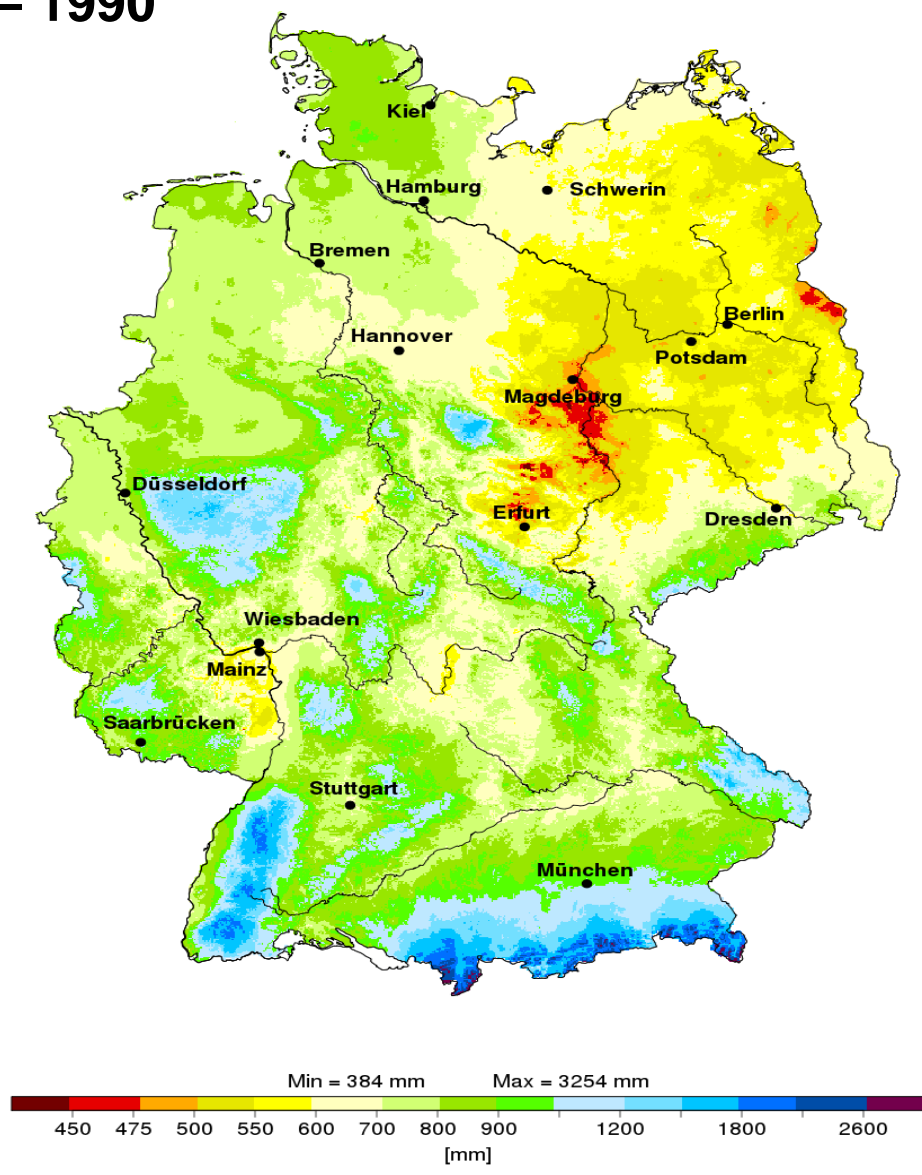 – 1990
Kiel
Hamburg
Schwerin
Bremen
Berlin
Hannover
Potsdam
Magdeburg
Düsseldorf
Erfurt
Dresden
Wiesbaden
Mainz
Saarbrücken
Stuttgart
München
Min = 384 mm Max = 3254 mm
450 475 500 550 600 700 800 900 1200 1800 2600
[mm]